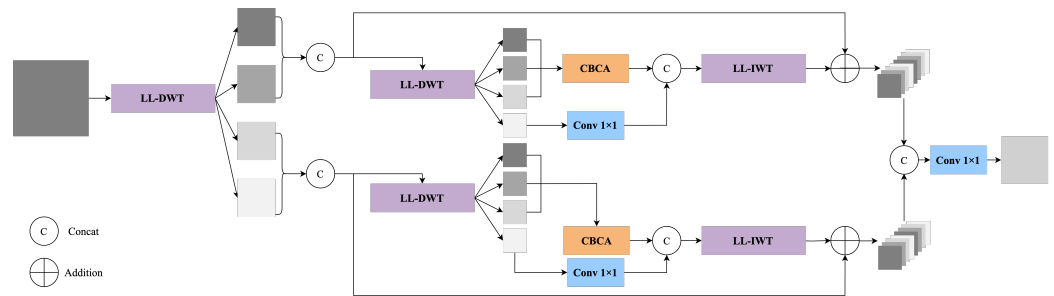 C
LL-DWT
LL-DWT
CBCA
C
LL-IWT
Conv 1×1
C
LL-DWT
C
Conv 1×1
CBCA
C
LL-IWT
Conv 1×1
C
Concat
Addition